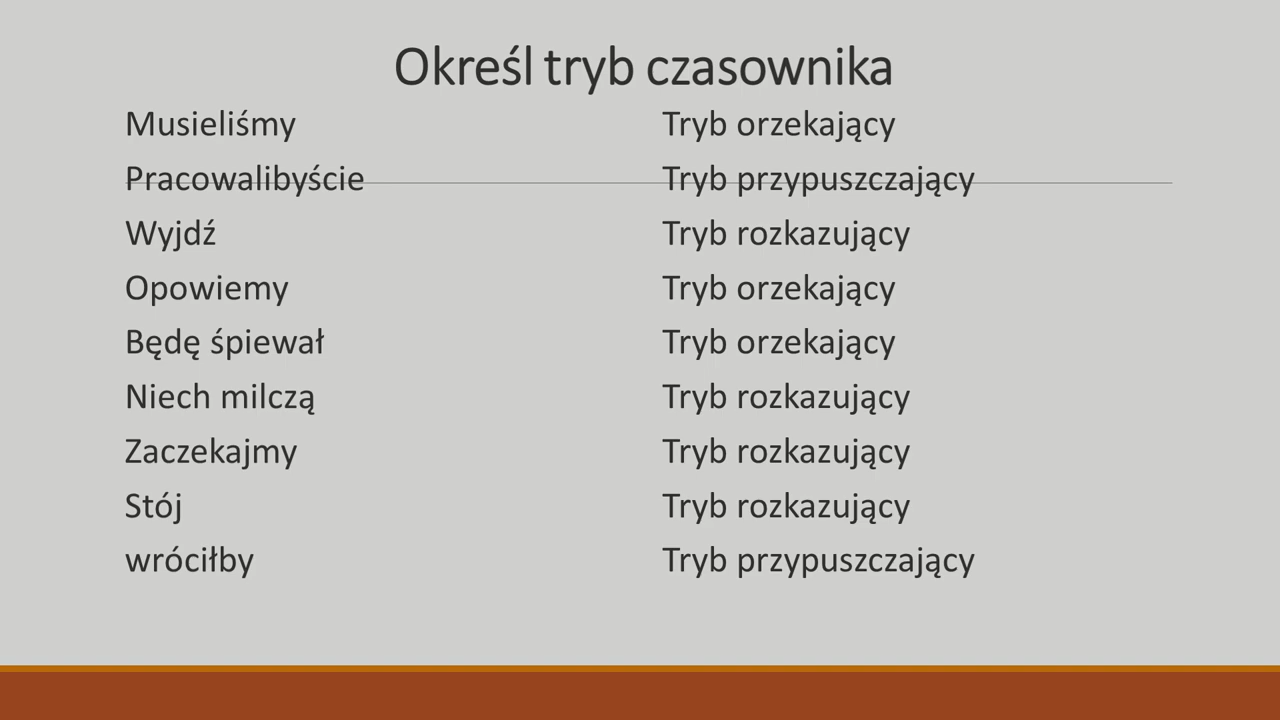 Określ tryb czasownika
Musieliśmy Tryb orzekający
Pracowalibyście Tryb przypuszczający
Wyjdź Tryb rozkazujący
Opowiemy Tryb orzekający
Będę śpiewał Tryb orzekający
Niech milczą Tryb rozkazujący
Zaczekajmy Tryb rozkazujący
Stój Tryb rozkazujący
wróciłby Tryb przypuszczający